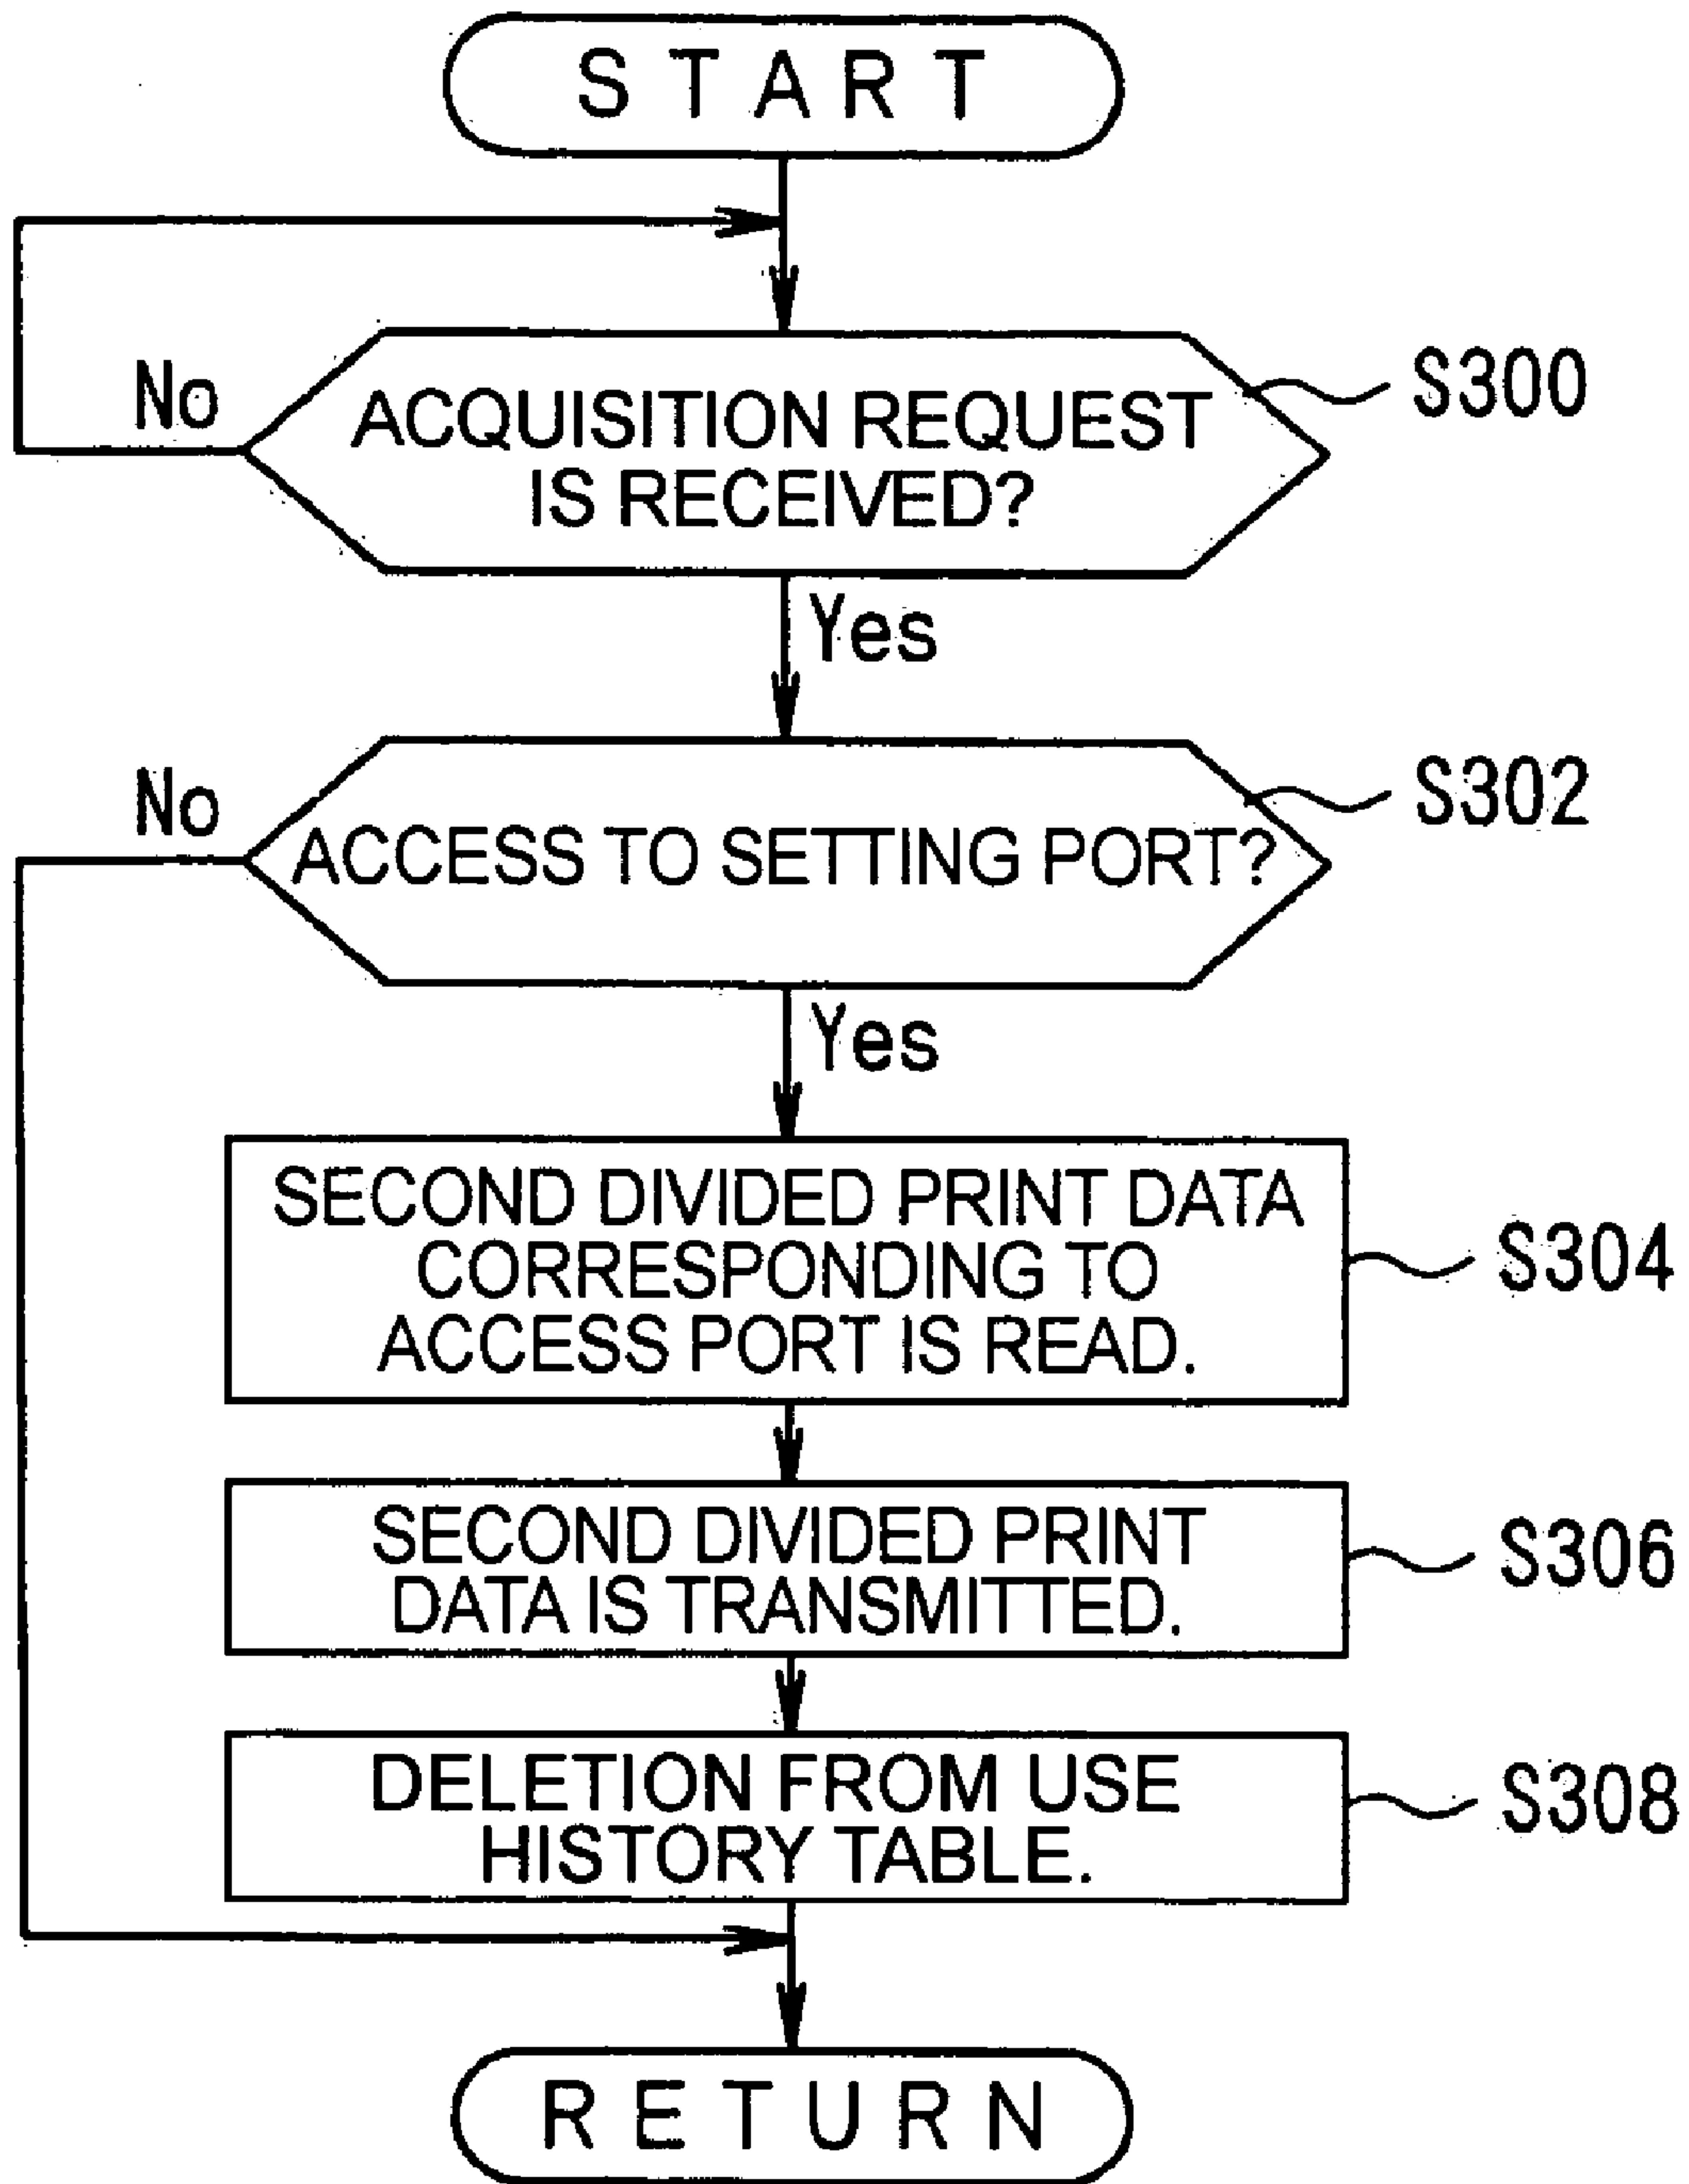 START
No
ACQUISITION REQUEST
IS RECEIVED?
S300
Yes
No
ACCESS TO SETTING PORT?
S302
Yes
SECOND DIVIDED PRINT DATA
CORRESPONDING TO
ACCESS PORT IS READ.
S304
SECOND DIVIDED PRINT
DATA IS TRANSMITTED.
S306
DELETION FROM USE
HISTORY TABLE.
S308
RETURN